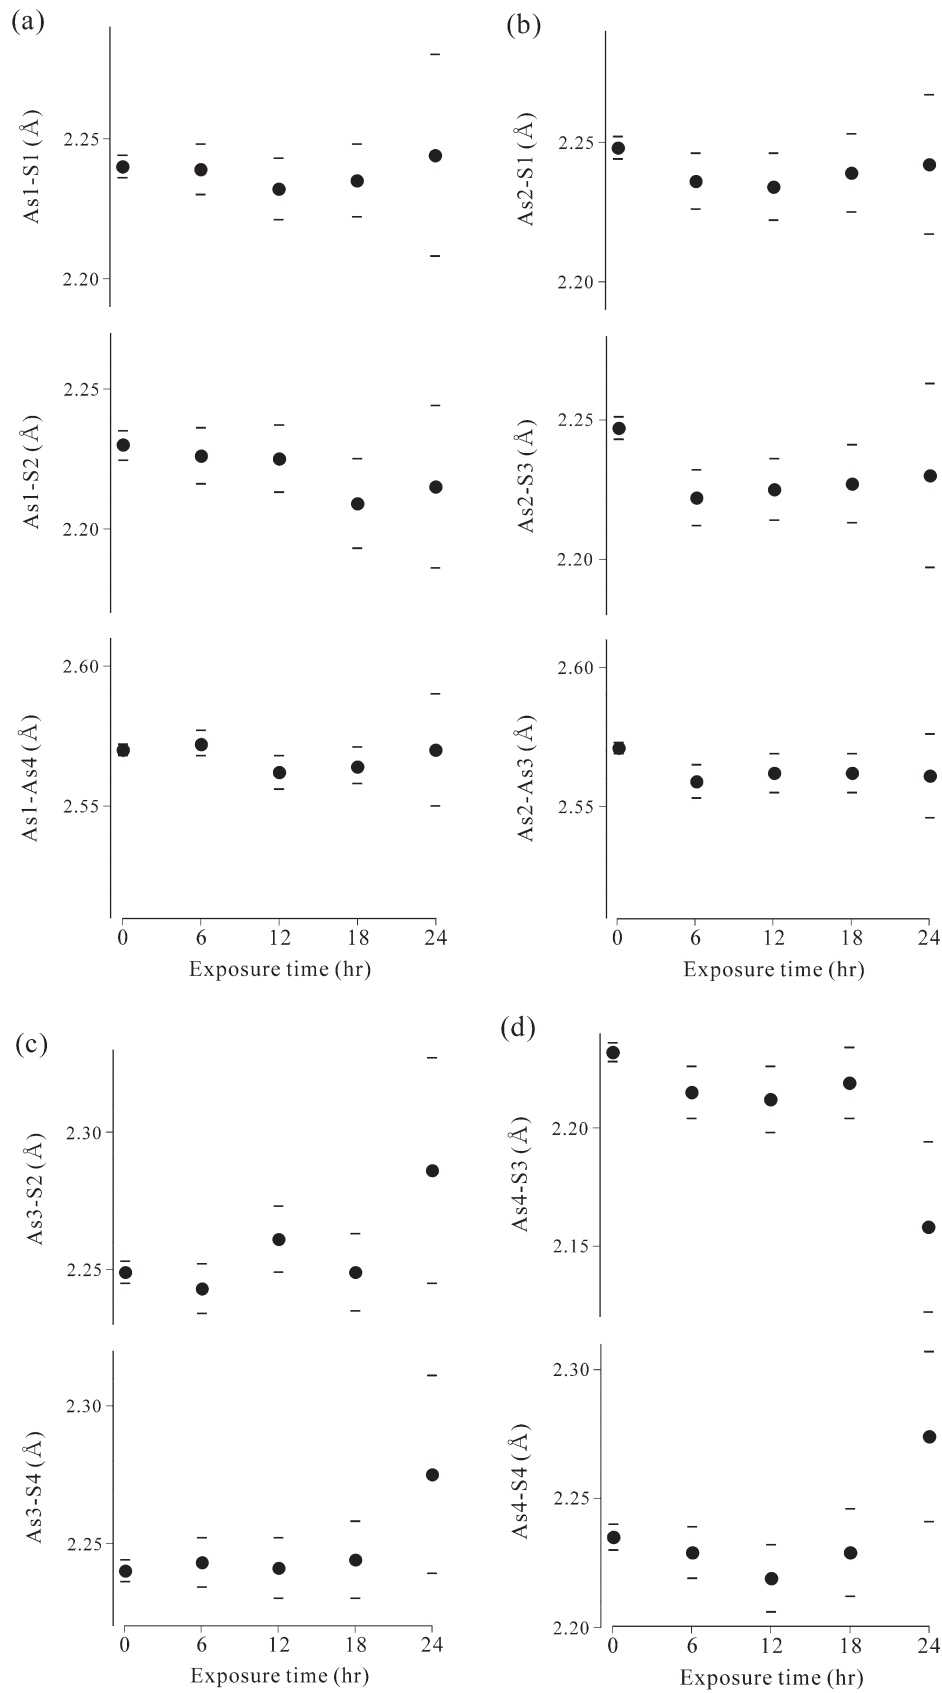 (a)
As1-S1 (Å)
2.25
2.20
As1-S2 (Å)
2.25
2.20
As1-As4 (Å)
2.60
2.55
0 6 12 18 24
Exposure time (hr)
(b)
As2-S1 (Å)
2.25
2.20
As2-S3 (Å)
2.25
2.20
As2-As3 (Å)
2.60
2.55
0 6 12 18 24
Exposure time (hr)
(c)
As3-S2 (Å)
2.30
2.25
As3-S4 (Å)
2.30
2.25
0 6 12 18 24
Exposure time (hr)
(d)
As4-S3 (Å)
2.20
2.15
As4-S4 (Å)
2.30
2.25
2.20
0 6 12 18 24
Exposure time (hr)